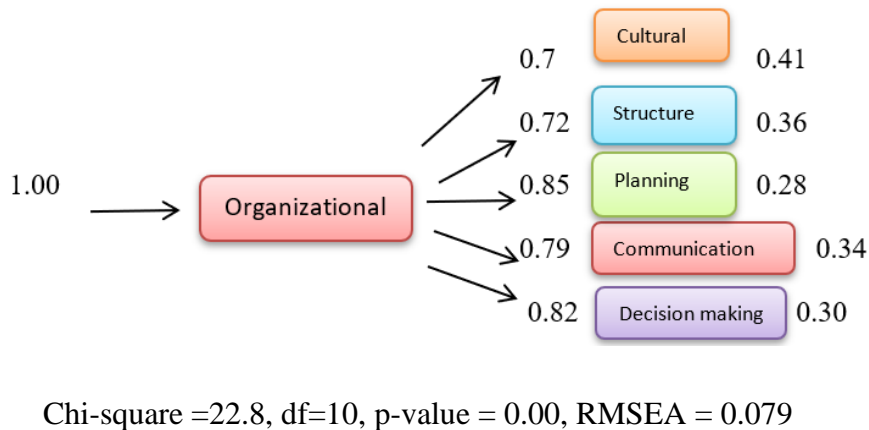 Cultural
0.7
0.41
0.72
Structure
0.36
1.00
Organizational
0.85
Planning
0.28
0.79
Communication
0.34
0.82
Decision making
0.30
Chi-square =22.8, df=10, p-value = 0.00, RMSEA = 0.079